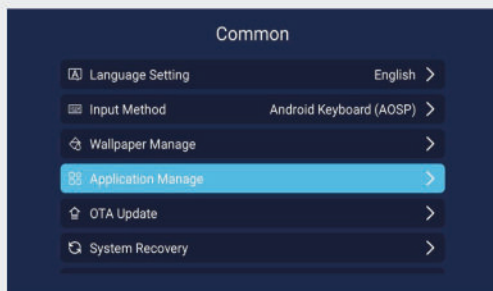 Common
Language Setting English
Input Method Android Keyboard (AOSP)
Wallpaper Manage
Application Manage
OTA Update
System Recovery